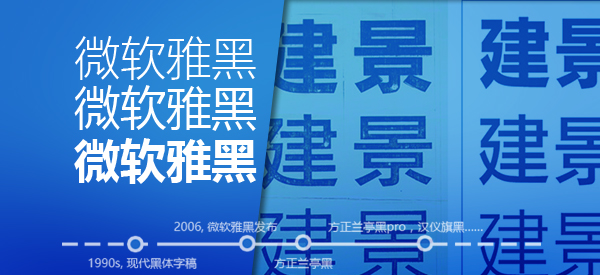 微软雅黑
微软雅黑
微软雅黑
建景 建景
建景 建景
建景 建景
2006, 微软雅黑发布
方正兰亭黑pro，汉仪旗黑......
1990s, 现代黑体字稿
方正兰亭黑